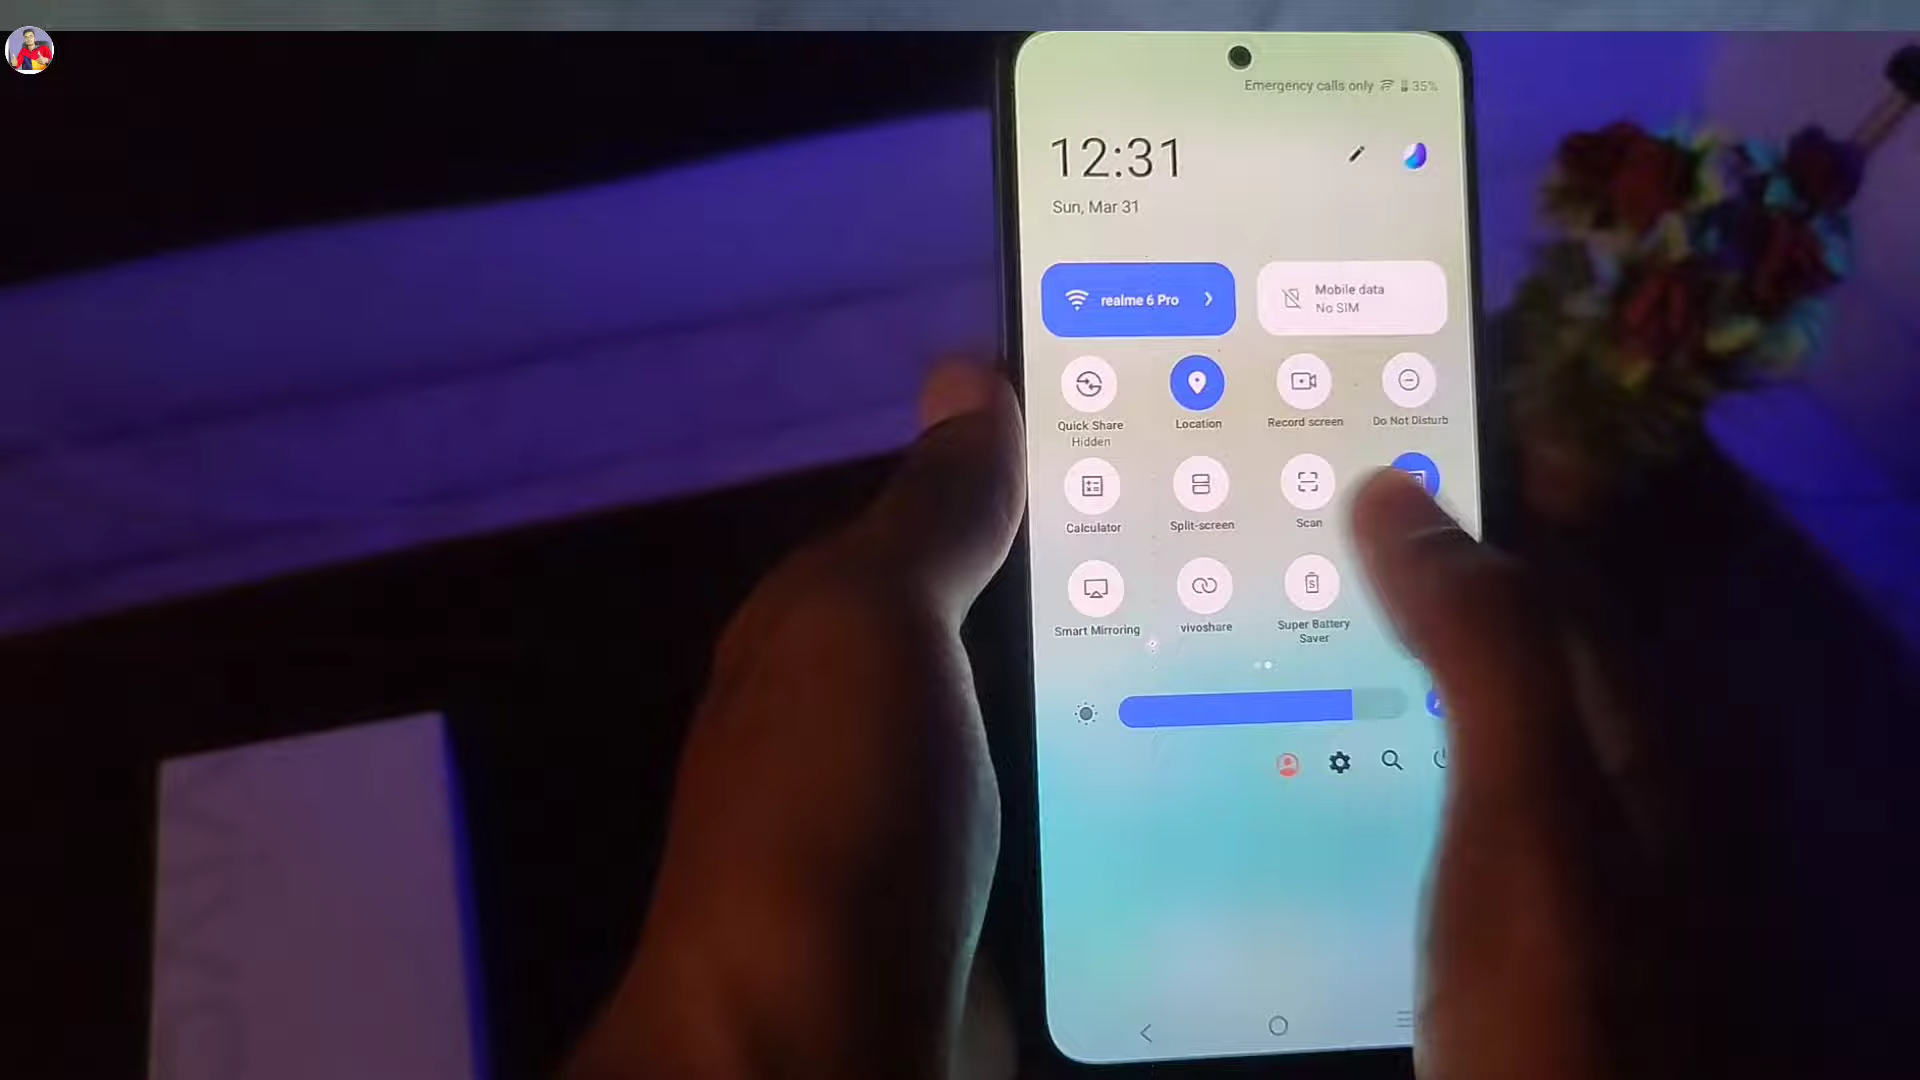 Emergency calls only 35%
12:31
Sun, Mar 31
realme 6 Pro
Mobile data
No SIM
Quick Share
Hidden
Location
Record screen
Do Not Disturb
Calculator
Split-screen
Scan
Smart Mirroring
vivoshare
Super Battery
Saver